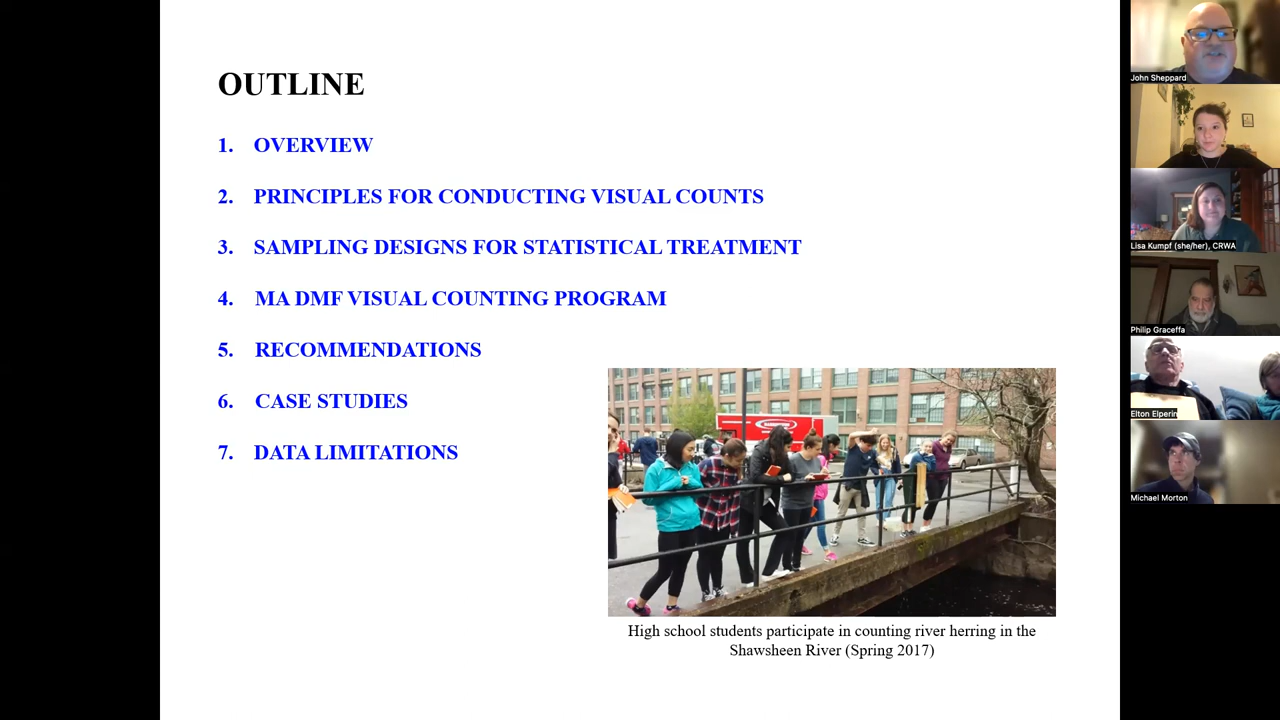 OUTLINE
1. OVERVIEW
2. PRINCIPLES FOR CONDUCTING VISUAL COUNTS
3. SAMPLING DESIGNS FOR STATISTICAL TREATMENT
4. MA DMF VISUAL COUNTING PROGRAM
5. RECOMMENDATIONS
6. CASE STUDIES
7. DATA LIMITATIONS
High school students participate in counting river herring in the
Shawsheen River (Spring 2017)
John Sheppard
Lisa Kumpf (she/her), CRWA
Philip Graceffa
Elton Elperin
Michael Morton